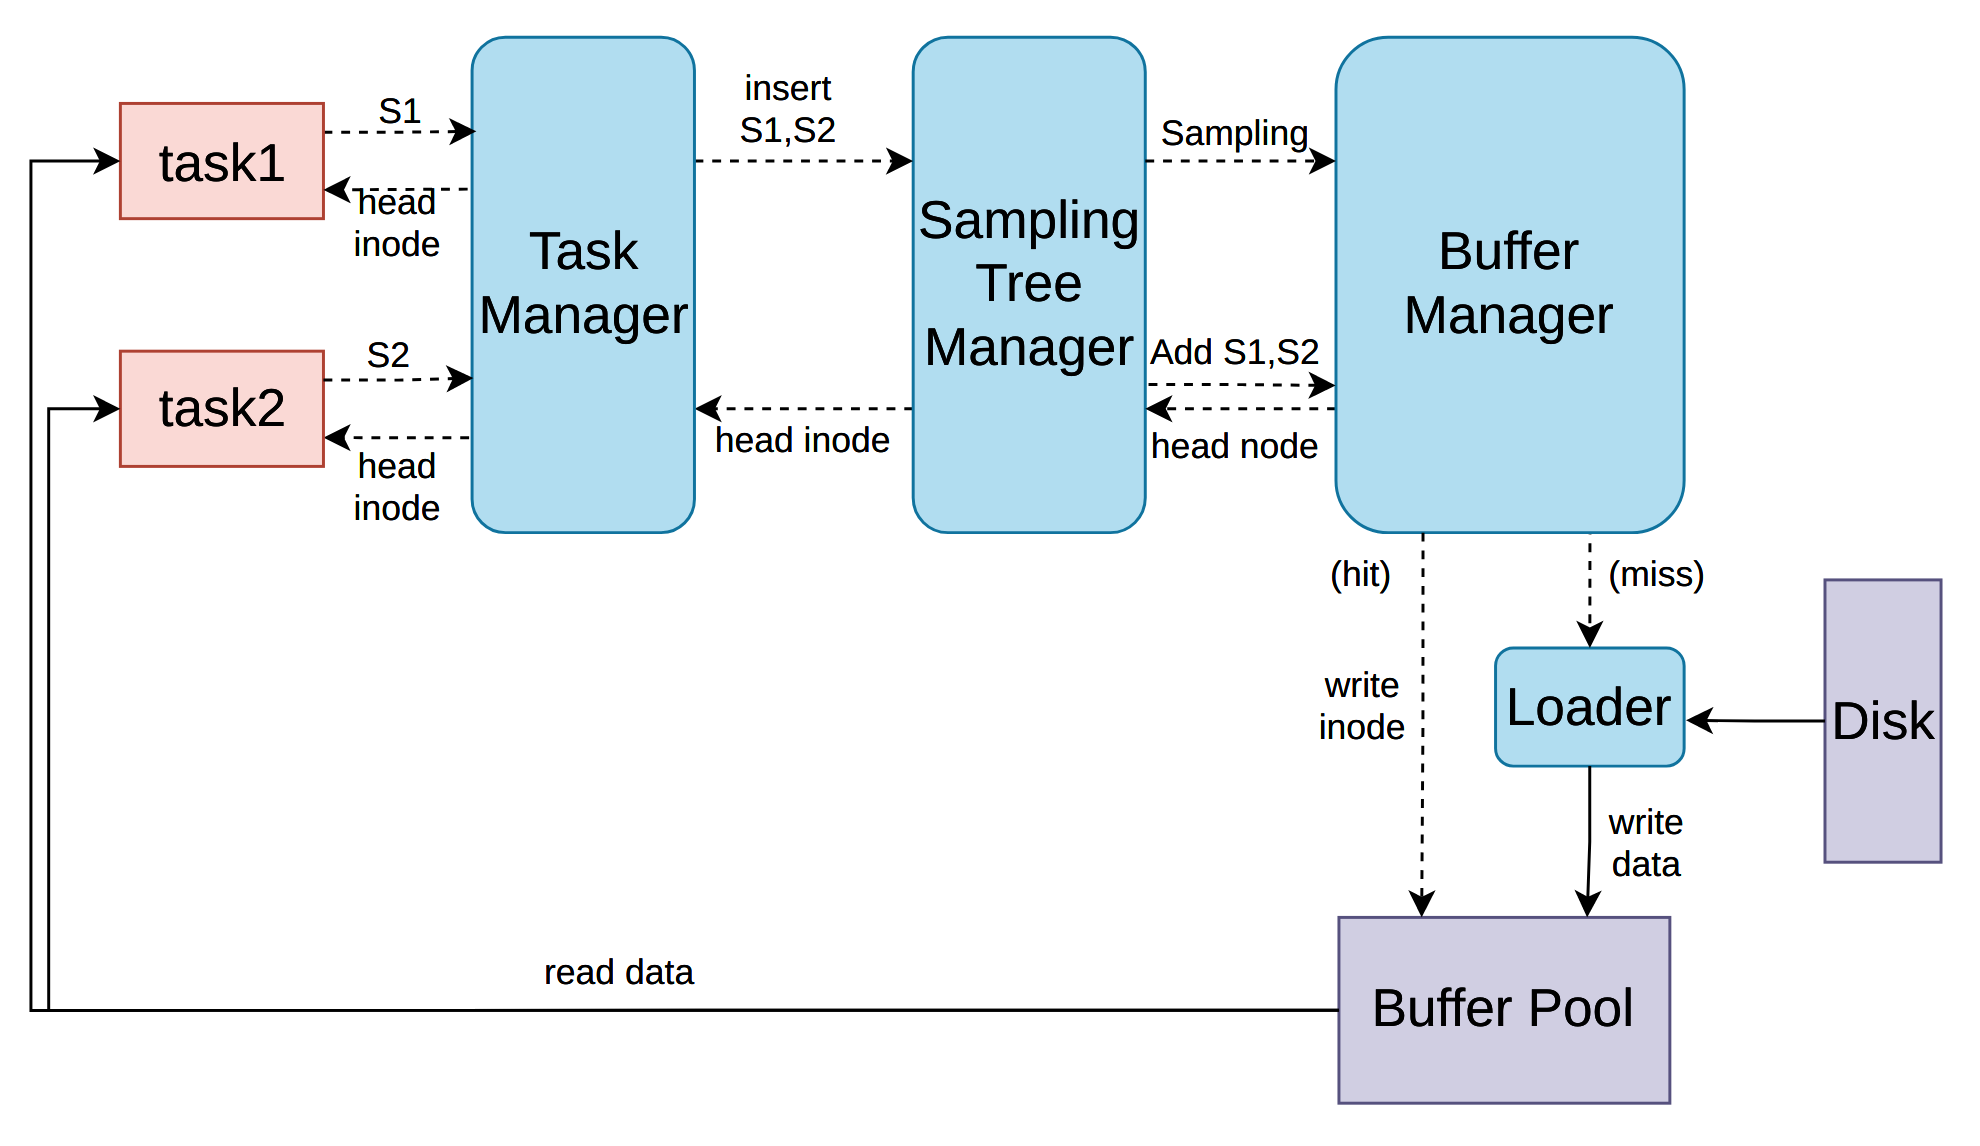 task1
S1
head
inode
task2
S2
head
inode
Task
Manager
insert
S1,S2
head inode
Sampling
Tree
Manager
Sampling
Add S1,S2
head node
Buffer
Manager
(hit)
(miss)
write
inode
Loader
Disk
write
data
read data
Buffer Pool